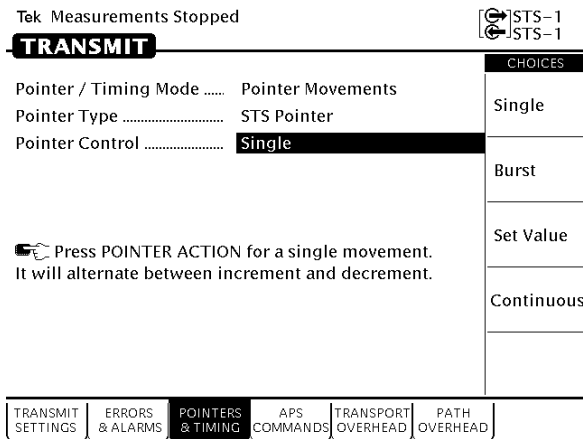 Tek Measurements Stopped
STS-1
STS-1
TRANSMIT
CHOICES
Pointer / Timing Mode ...... Pointer Movements
Pointer Type ............................ STS Pointer
Pointer Control ...................... Single
Single
Burst
Set Value
Continuous
Press POINTER ACTION for a single movement.
It will alternate between increment and decrement.
TRANSMIT SETTINGS
ERRORS & ALARMS
POINTERS & TIMING
APS COMMANDS
TRANSPORT OVERHEAD
PATH OVERHEAD